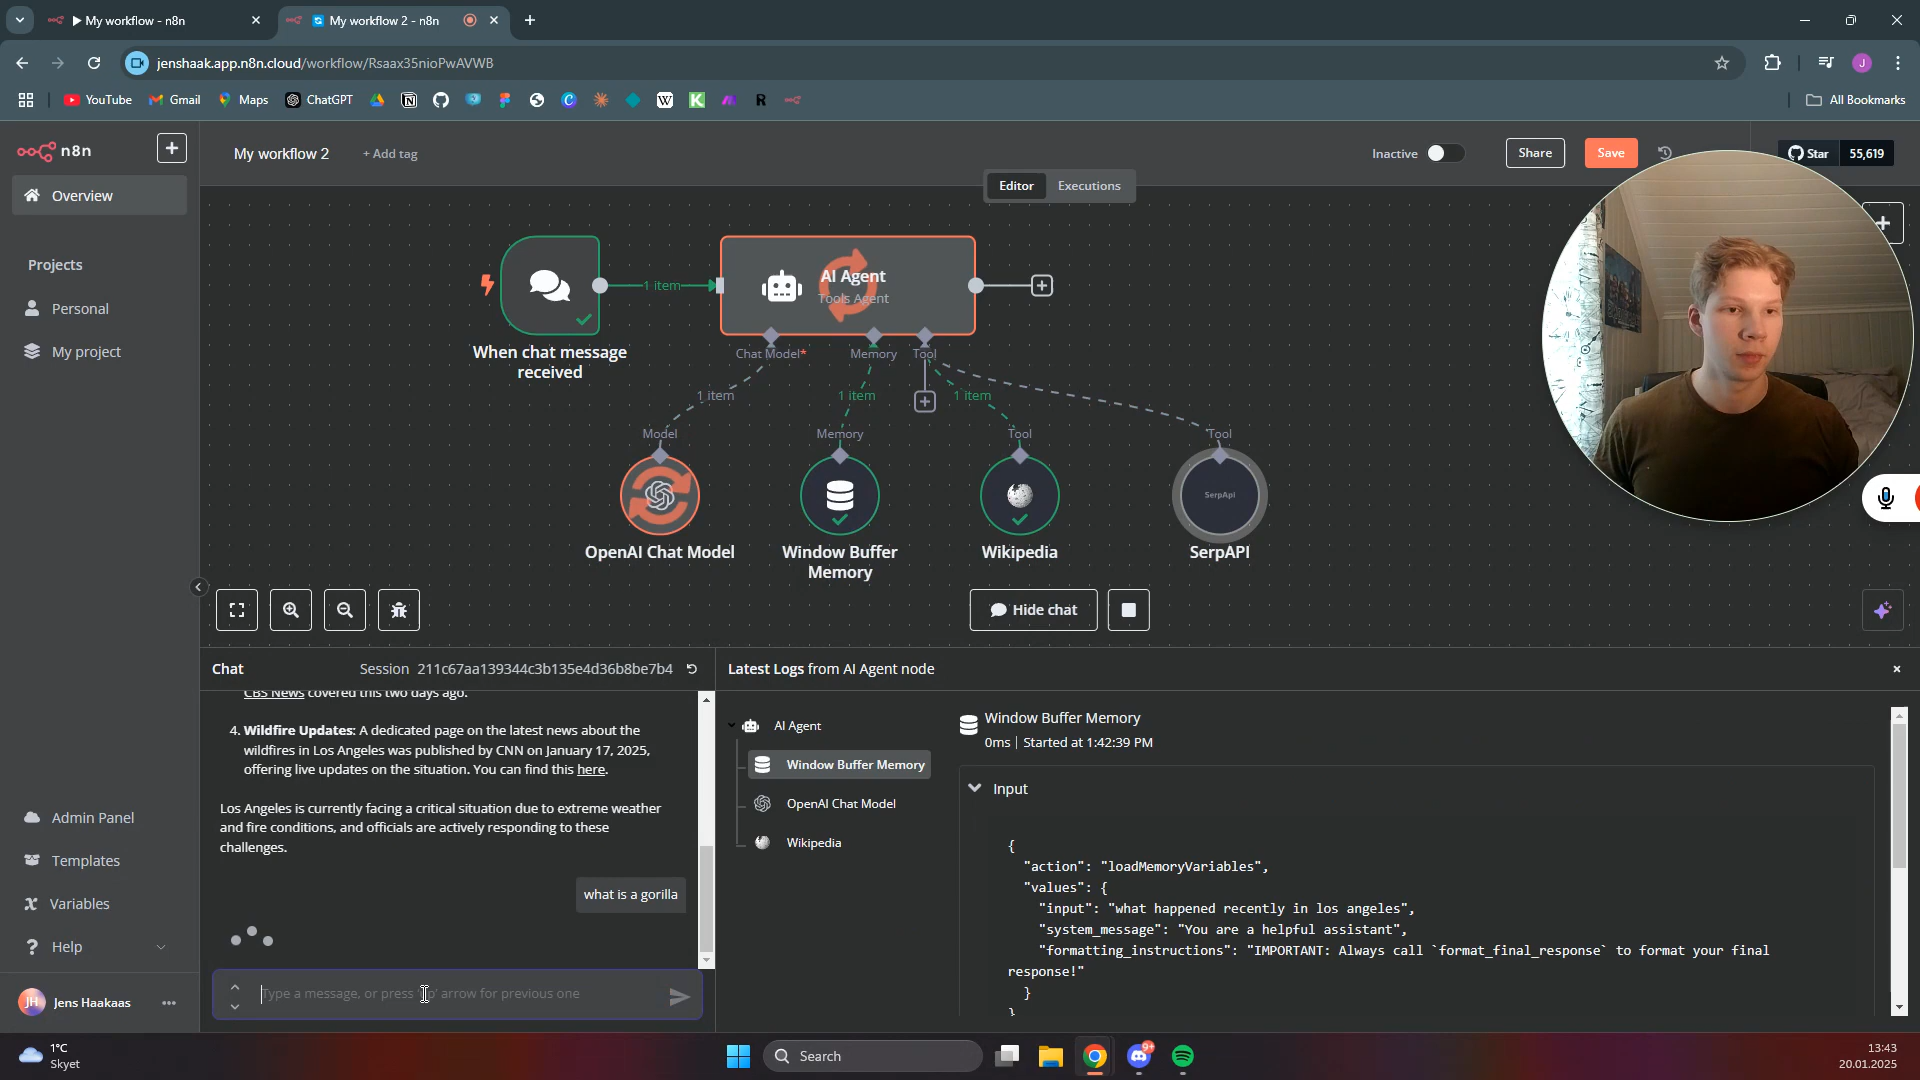 My workflow - n8n
My workflow 2 - n8n
jenshaak.app.n8n.cloud/workflow/Rsaax35nioPwAVWB
YouTube
Gmail
Maps
ChatGPT
All Bookmarks
n8n
My workflow 2
+ Add tag
Inactive
Share
Save
Star
55,619
Editor
Executions
Overview
Projects
Personal
My project
Admin Panel
Templates
Variables
Help
JH
Jens Haakaas
1 item
AI Agent
Tools Agent
When chat message
received
Chat Model*
Memory
Tool
1 item
1 item
1 item
Model
Memory
Tool
Tool
SerpApi
OpenAI Chat Model
Window Buffer
Memory
Wikipedia
SerpAPI
Hide chat
Chat
Session 211c67aa139344c3b135e4d36b8be7b4
CBS News covered this two days ago.
4. Wildfire Updates: A dedicated page on the latest news about the
wildfires in Los Angeles was published by CNN on January 17, 2025,
offering live updates on the situation. You can find this here.
Los Angeles is currently facing a critical situation due to extreme weather
and fire conditions, and officials are actively responding to these
challenges.
what is a gorilla
Type a message, or press 'up' arrow for previous one
Latest Logs from AI Agent node
AI Agent
Window Buffer Memory
OpenAI Chat Model
Wikipedia
Window Buffer Memory
0ms | Started at 1:42:39 PM
Input
{
"action": "loadMemoryVariables",
"values": {
"input": "what happened recently in los angeles",
"system_message": "You are a helpful assistant",
"formatting_instructions": "IMPORTANT: Always call `format_final_response` to format your final
response!"
}
}
1°C
Skyet
Search
9+
13:43
20.01.2025